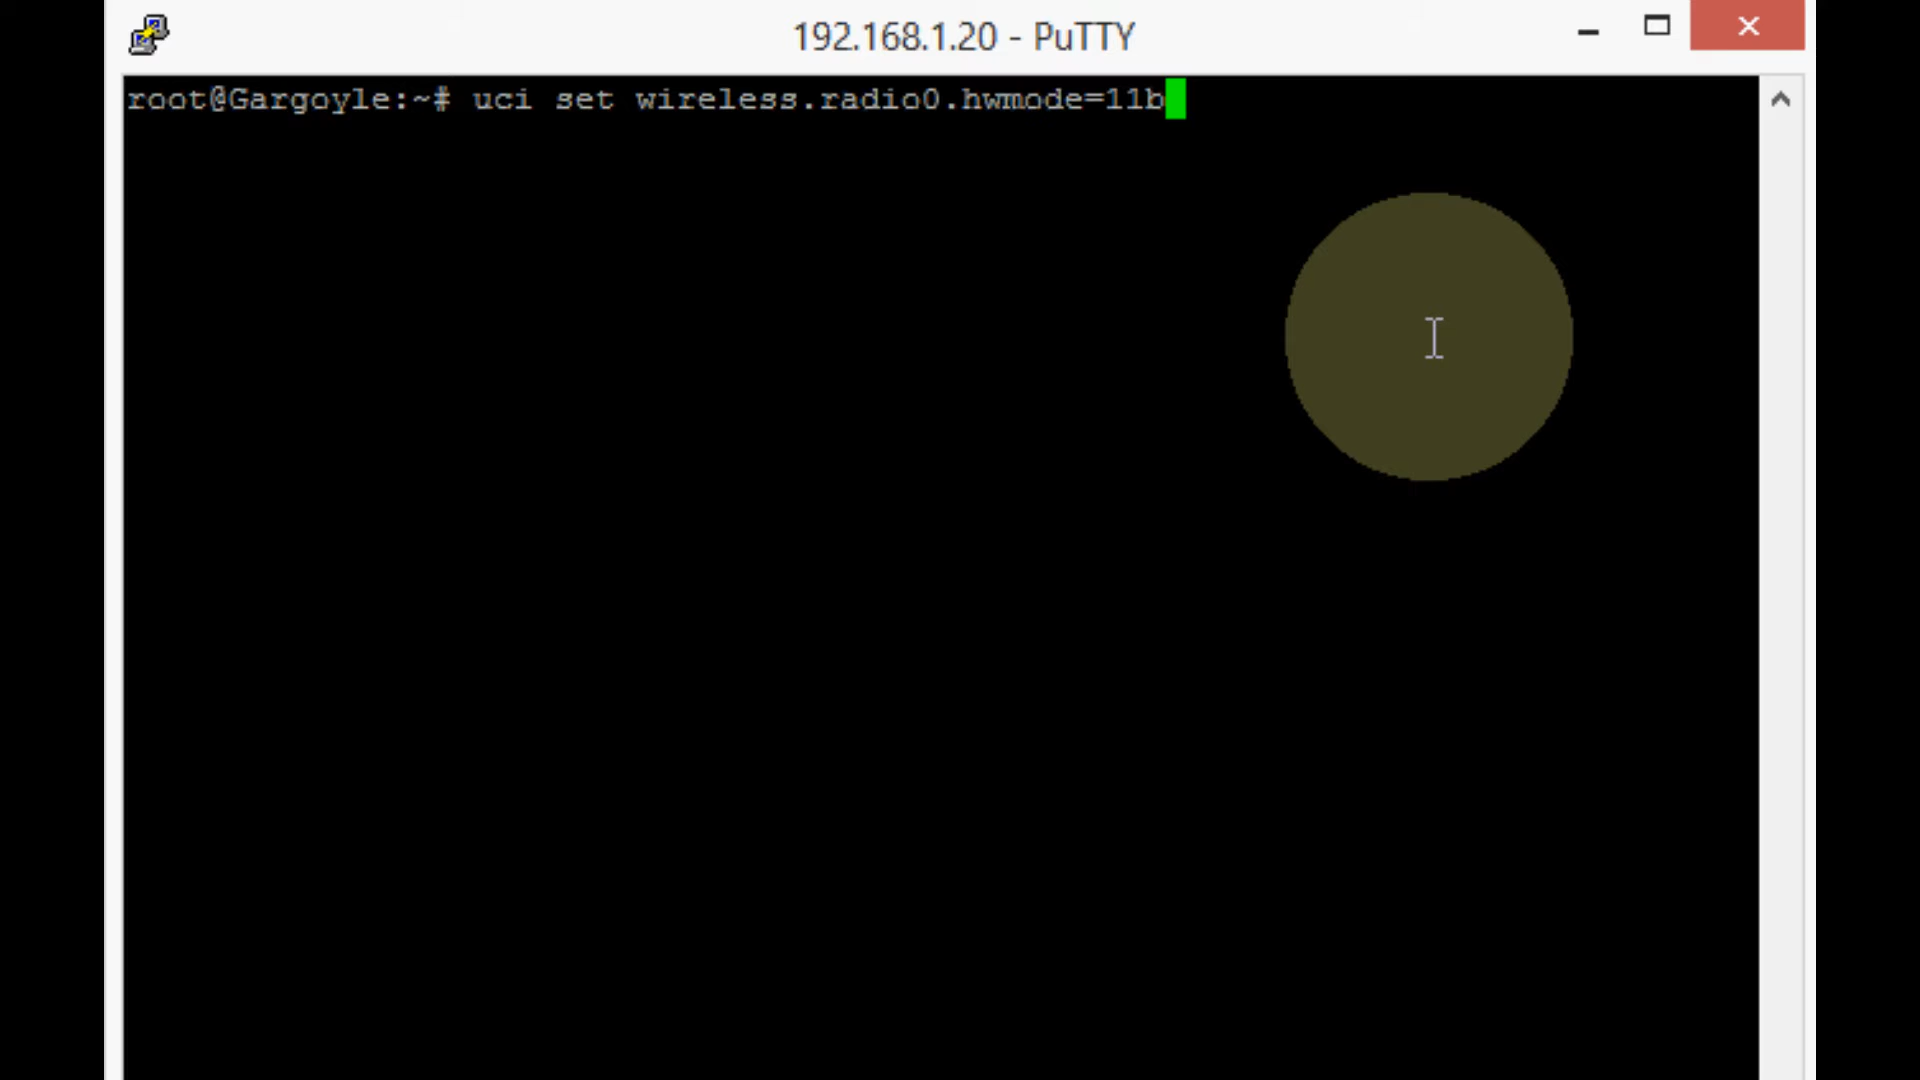 192.168.1.20 - PuTTY
root@Gargoyle:~# uci set wireless.radio0.hwmode=11b